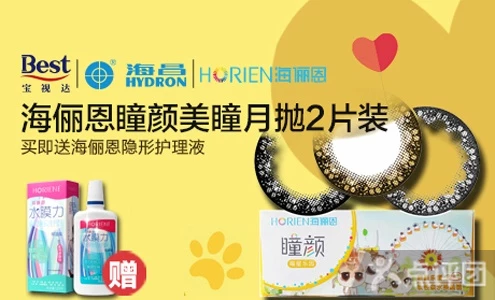 Best
宝视达
海昌
HYDRON
HORIEN海俪恩
海俪恩瞳颜美瞳月抛2片装
买即送海俪恩隐形护理液
HORIEN
水膜力
水膜力
赠
HORIEN海俪恩
瞳颜
点评团